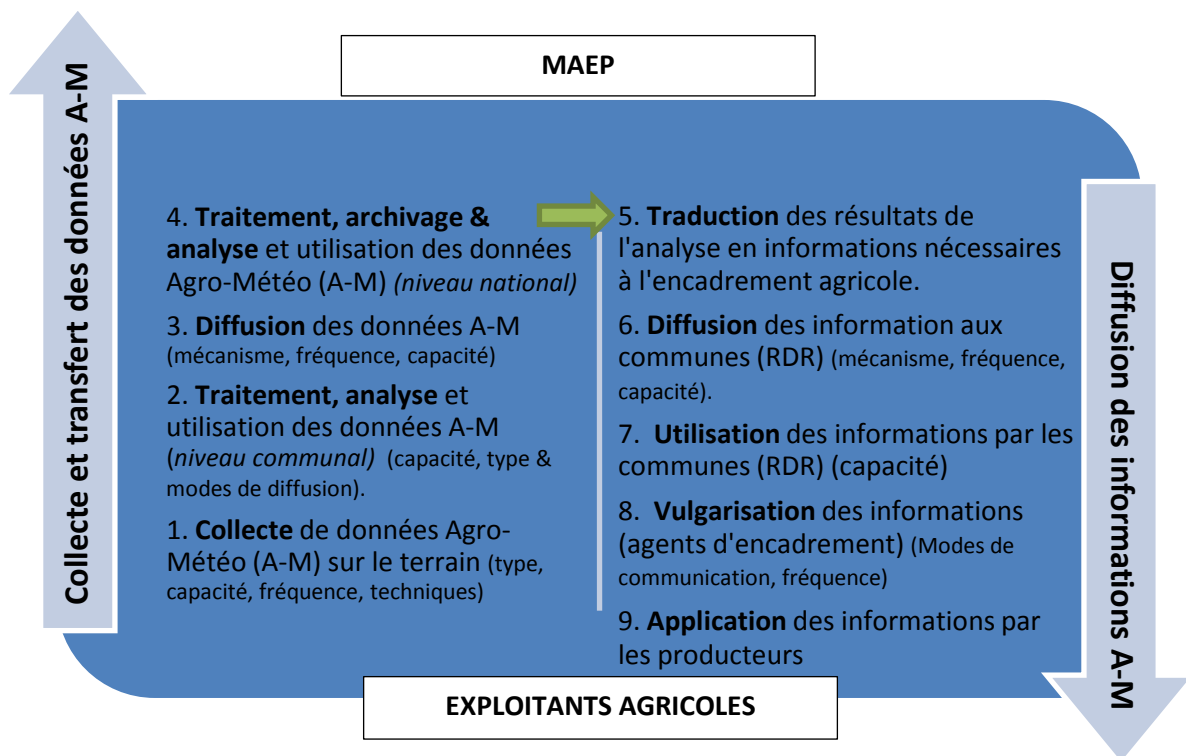 MAEP
Collecte et transfert des données A-M
4. Traitement, archivage &
analyse et utilisation des données
Agro-Météo (A-M) (niveau national)
3. Diffusion des données A-M
(mécanisme, fréquence, capacité)
2. Traitement, analyse et
utilisation des données A-M
(niveau communal) (capacité, type &
modes de diffusion).
1. Collecte de données Agro-
Météo (A-M) sur le terrain (type,
capacité, fréquence, techniques)
5. Traduction des résultats de
l'analyse en informations nécessaires
à l'encadrement agricole.
6. Diffusion des information aux
communes (RDR) (mécanisme, fréquence,
capacité).
7. Utilisation des informations par les
communes (RDR) (capacité)
8. Vulgarisation des informations
(agents d'encadrement) (Modes de
communication, fréquence)
9. Application des informations par
les producteurs
Diffusion des informations A-M
EXPLOITANTS AGRICOLES